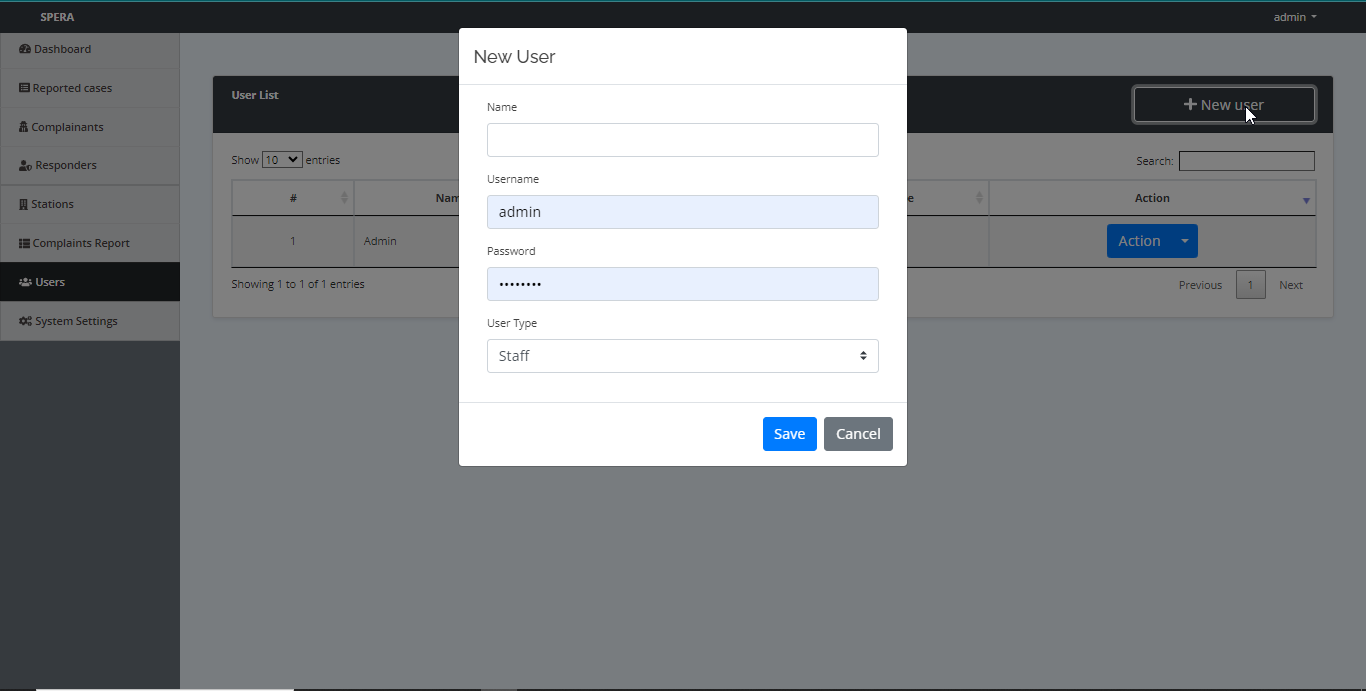 SPERA
admin
Dashboard
Reported cases
Complainants
Responders
Stations
Complaints Report
Users
System Settings
User List
New user
Show 10 entries
Search:
#
Nam
e
Action
1
Admin
Action
Showing 1 to 1 of 1 entries
Previous 1 Next
New User
Name
Username
admin
Password
••••••••
User Type
Staff
Save Cancel